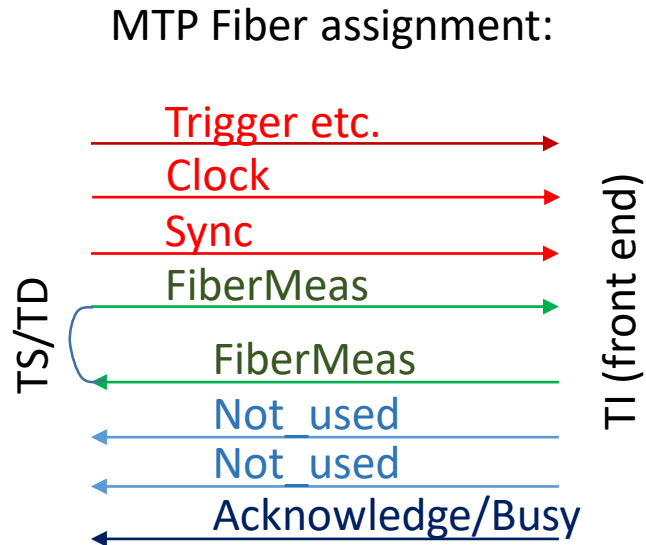 MTP Fiber assignment:
Trigger etc.
Clock
Sync
FiberMeas
FiberMeas
Not_used
Not_used
Acknowledge/Busy
TS/TD
TI (front end)